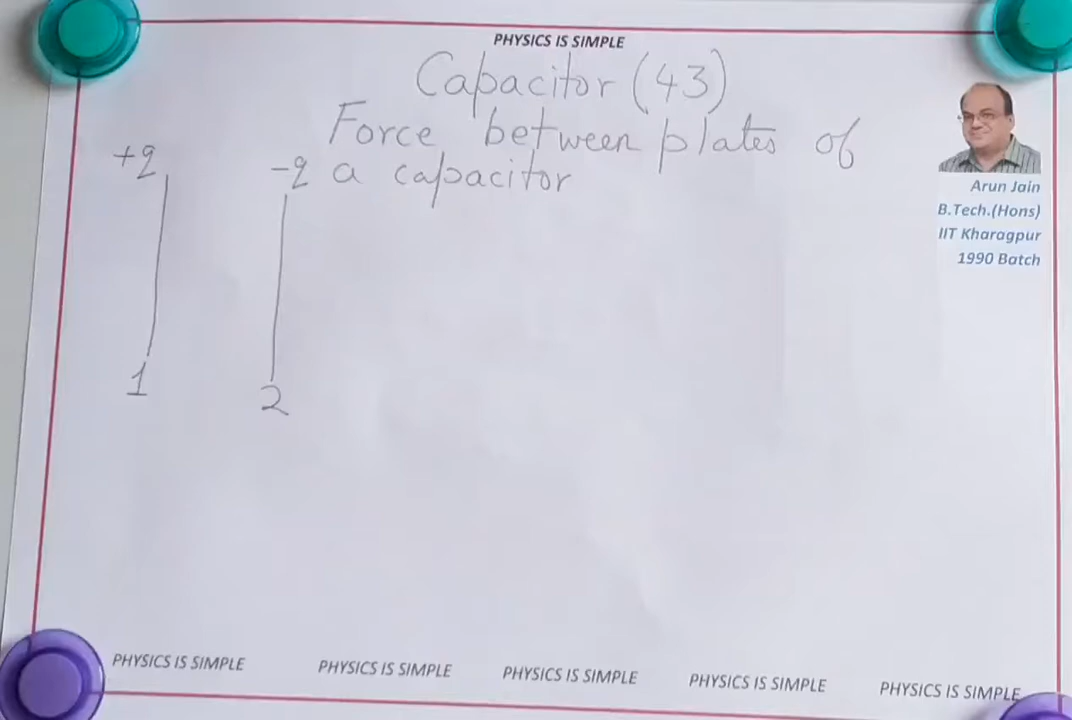 PHYSICS IS SIMPLE
Capacitor (43)
Force between plates of
a capacitor
+q
-q
1
2
Arun Jain
B.Tech.(Hons)
IIT Kharagpur
1990 Batch
PHYSICS IS SIMPLE PHYSICS IS SIMPLE PHYSICS IS SIMPLE PHYSICS IS SIMPLE PHYSICS IS SIMPLE